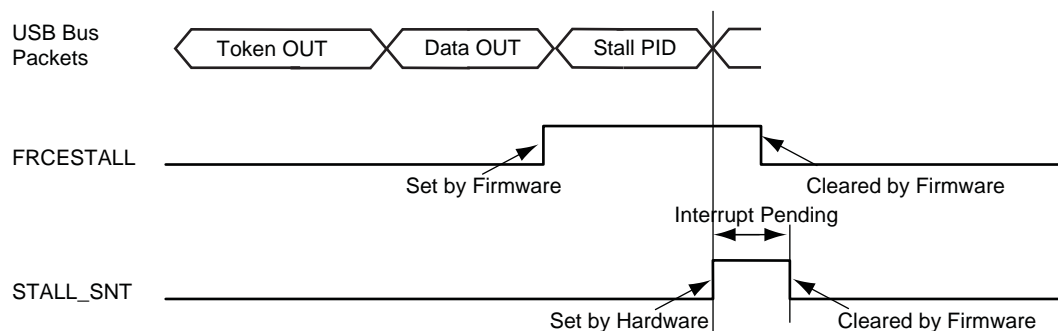 USB Bus
Packets
Token OUT
Data OUT
Stall PID
FRCESTALL
Set by Firmware
Cleared by Firmware
Interrupt Pending
STALL_SNT
Set by Hardware
Cleared by Firmware